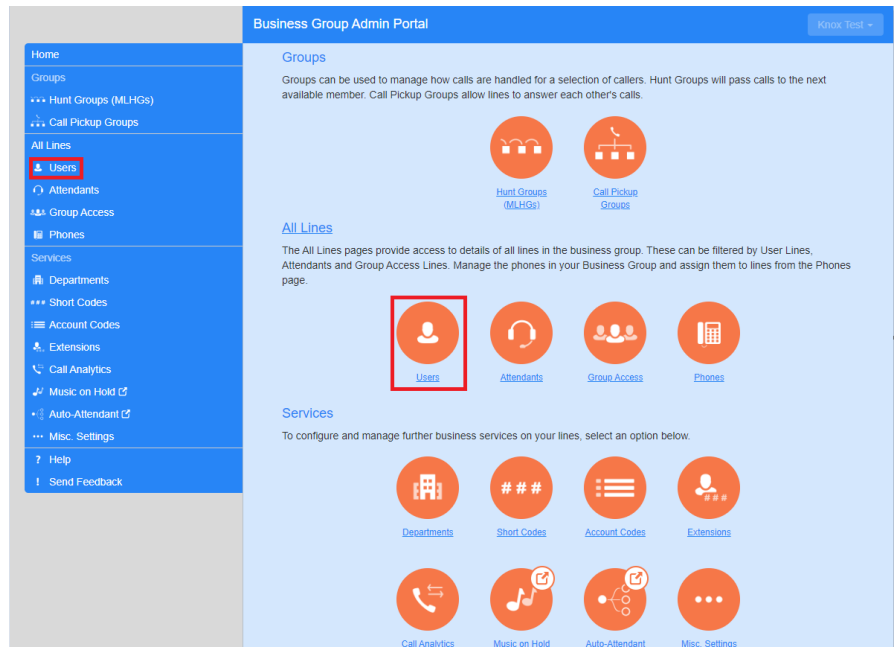 Business Group Admin Portal
Knox Test
Home
Groups
Hunt Groups (MLHGs)
Call Pickup Groups
All Lines
Users
Attendants
Group Access
Phones
Services
Departments
### Short Codes
Account Codes
Extensions
Call Analytics
Music on Hold
Auto-Attendant
Misc. Settings
? Help
! Send Feedback
Groups
Groups can be used to manage how calls are handled for a selection of callers. Hunt Groups will pass calls to the next
available member. Call Pickup Groups allow lines to answer each other's calls.
Hunt Groups
(MLHGs)
Call Pickup
Groups
All Lines
The All Lines pages provide access to details of all lines in the business group. These can be filtered by User Lines,
Attendants and Group Access Lines. Manage the phones in your Business Group and assign them to lines from the Phones
page.
Users
Attendants
Group Access
Phones
Services
To configure and manage further business services on your lines, select an option below.
# # #
###
Departments
Short Codes
Account Codes
Extensions
Call Analytics
Music on Hold
Auto-Attendant
Misc. Settings